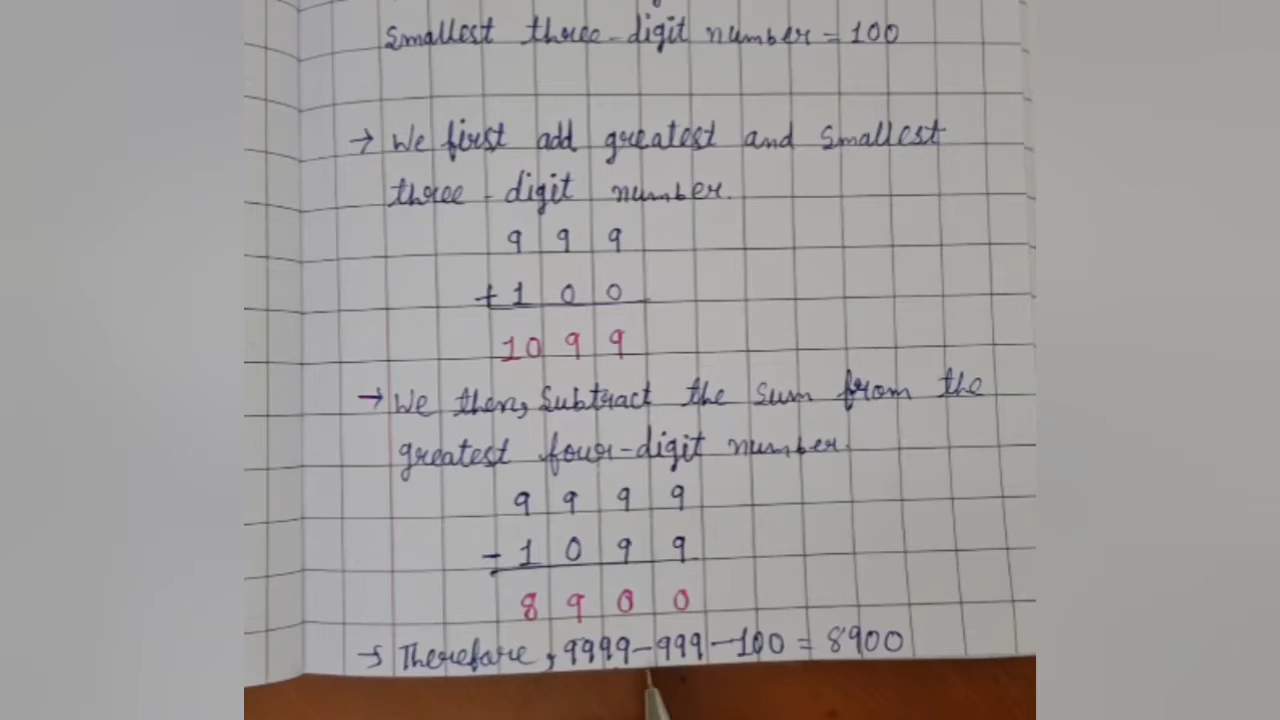 Smallest three-digit number = 100
→ We first add greatest and smallest
three-digit number.
9 9 9
+ 1 0 0
10 9 9
→ We then, subtract the sum from the
greatest four-digit number.
9 9 9 9
- 1 0 9 9
8 9 0 0
→ Therefore, 9999-999-100 = 8900